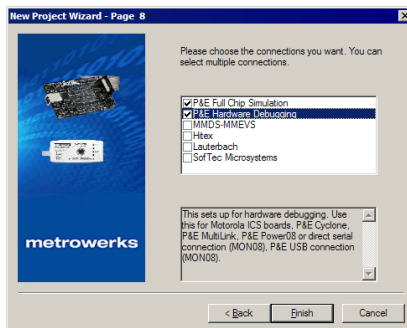 New Project Wizard - Page 8
Please choose the connections you want. You can
select multiple connections.
P&E Full Chip Simulation
P&E Hardware Debugging
MMDS-MMEVS
Hitex
Lauterbach
SofTec Microsystems
This sets up for hardware debugging. Use
this for Motorola ICS boards, P&E Cyclone,
P&E MultiLink, P&E Power08 or direct serial
connection (MON08), P&E USB connection
(MON08).
metrowerks
< Back
Finish
Cancel